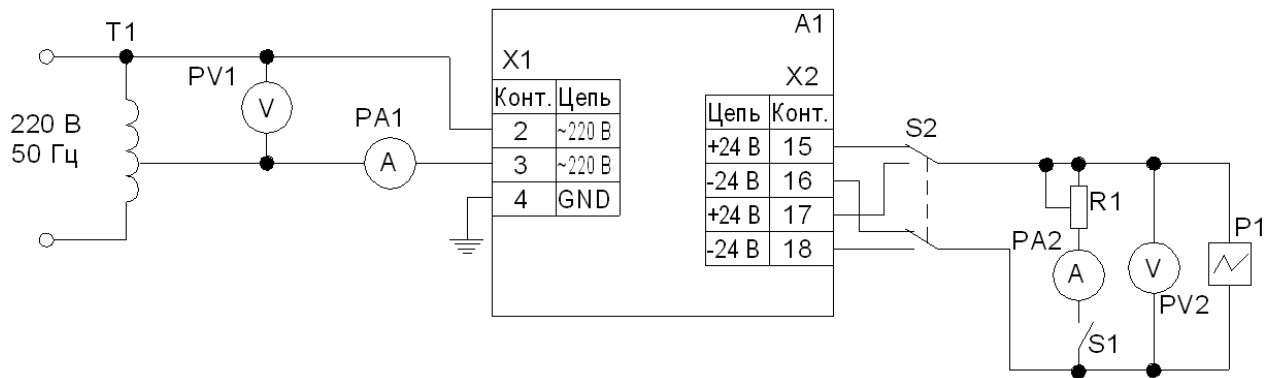 T1
220 В
50 Гц
PV1
V
PA1
A
A1
X1
Конт. Цепь
2 ~220 В
3 ~220 В
4 GND
X2
Цепь Конт.
+24 В 15
-24 В 16
+24 В 17
-24 В 18
S2
R1
PA2
A
S1
V
PV2
P1